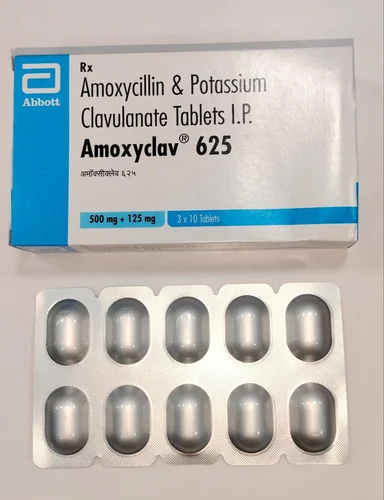 Abbott
Rx
Amoxycillin & Potassium
Clavulanate Tablets I.P.
Amoxyclav® 625
अमॉक्सीक्लेव ६२५
500 mg + 125 mg
3 x 10 Tablets